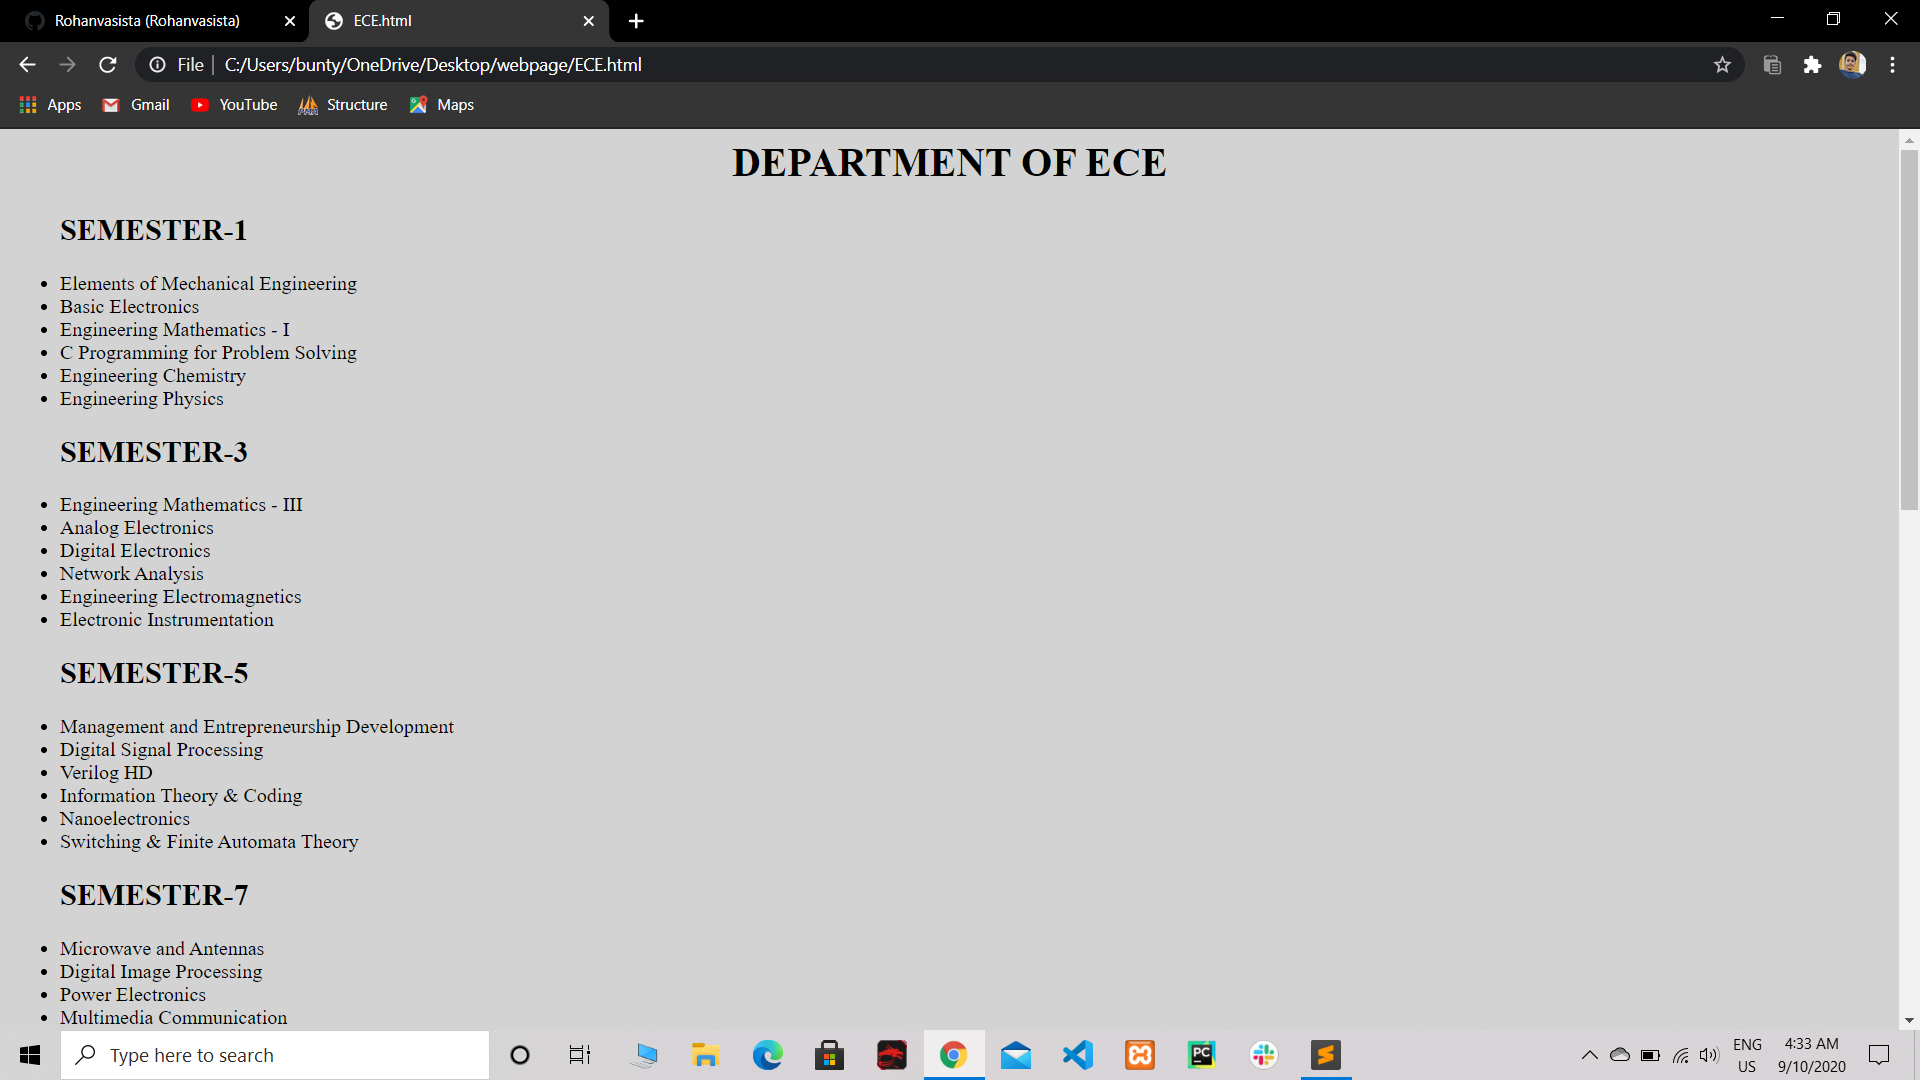 Rohanvasista (Rohanvasista)
ECE.html
File
C:/Users/bunty/OneDrive/Desktop/webpage/ECE.html
Apps
Gmail
YouTube
Structure
Maps
DEPARTMENT OF ECE
SEMESTER-1
• Elements of Mechanical Engineering
• Basic Electronics
• Engineering Mathematics - I
• C Programming for Problem Solving
• Engineering Chemistry
• Engineering Physics
SEMESTER-3
• Engineering Mathematics - III
• Analog Electronics
• Digital Electronics
• Network Analysis
• Engineering Electromagnetics
• Electronic Instrumentation
SEMESTER-5
• Management and Entrepreneurship Development
• Digital Signal Processing
• Verilog HD
• Information Theory & Coding
• Nanoelectronics
• Switching & Finite Automata Theory
SEMESTER-7
• Microwave and Antennas
• Digital Image Processing
• Power Electronics
• Multimedia Communication
Type here to search
PC
ENG
US
4:33 AM
9/10/2020